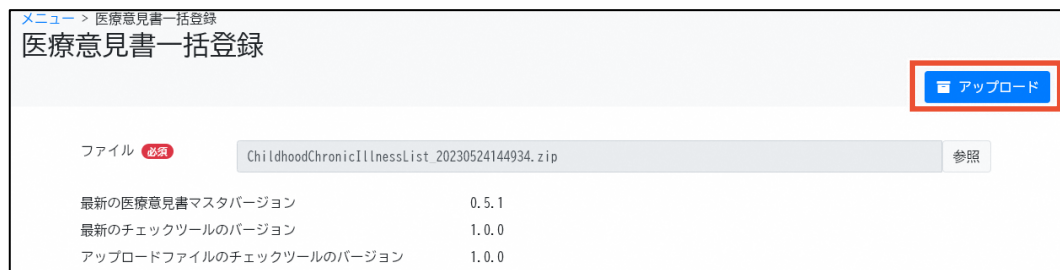 メニュー > 医療意見書一括登録
医療意見書一括登録
アップロード
ファイル 必須 ChildhoodChronicIllnessList_20230524144934.zip 参照
最新の医療意見書マスタバージョン 0.5.1
最新のチェックツールのバージョン 1.0.0
アップロードファイルのチェックツールのバージョン 1.0.0